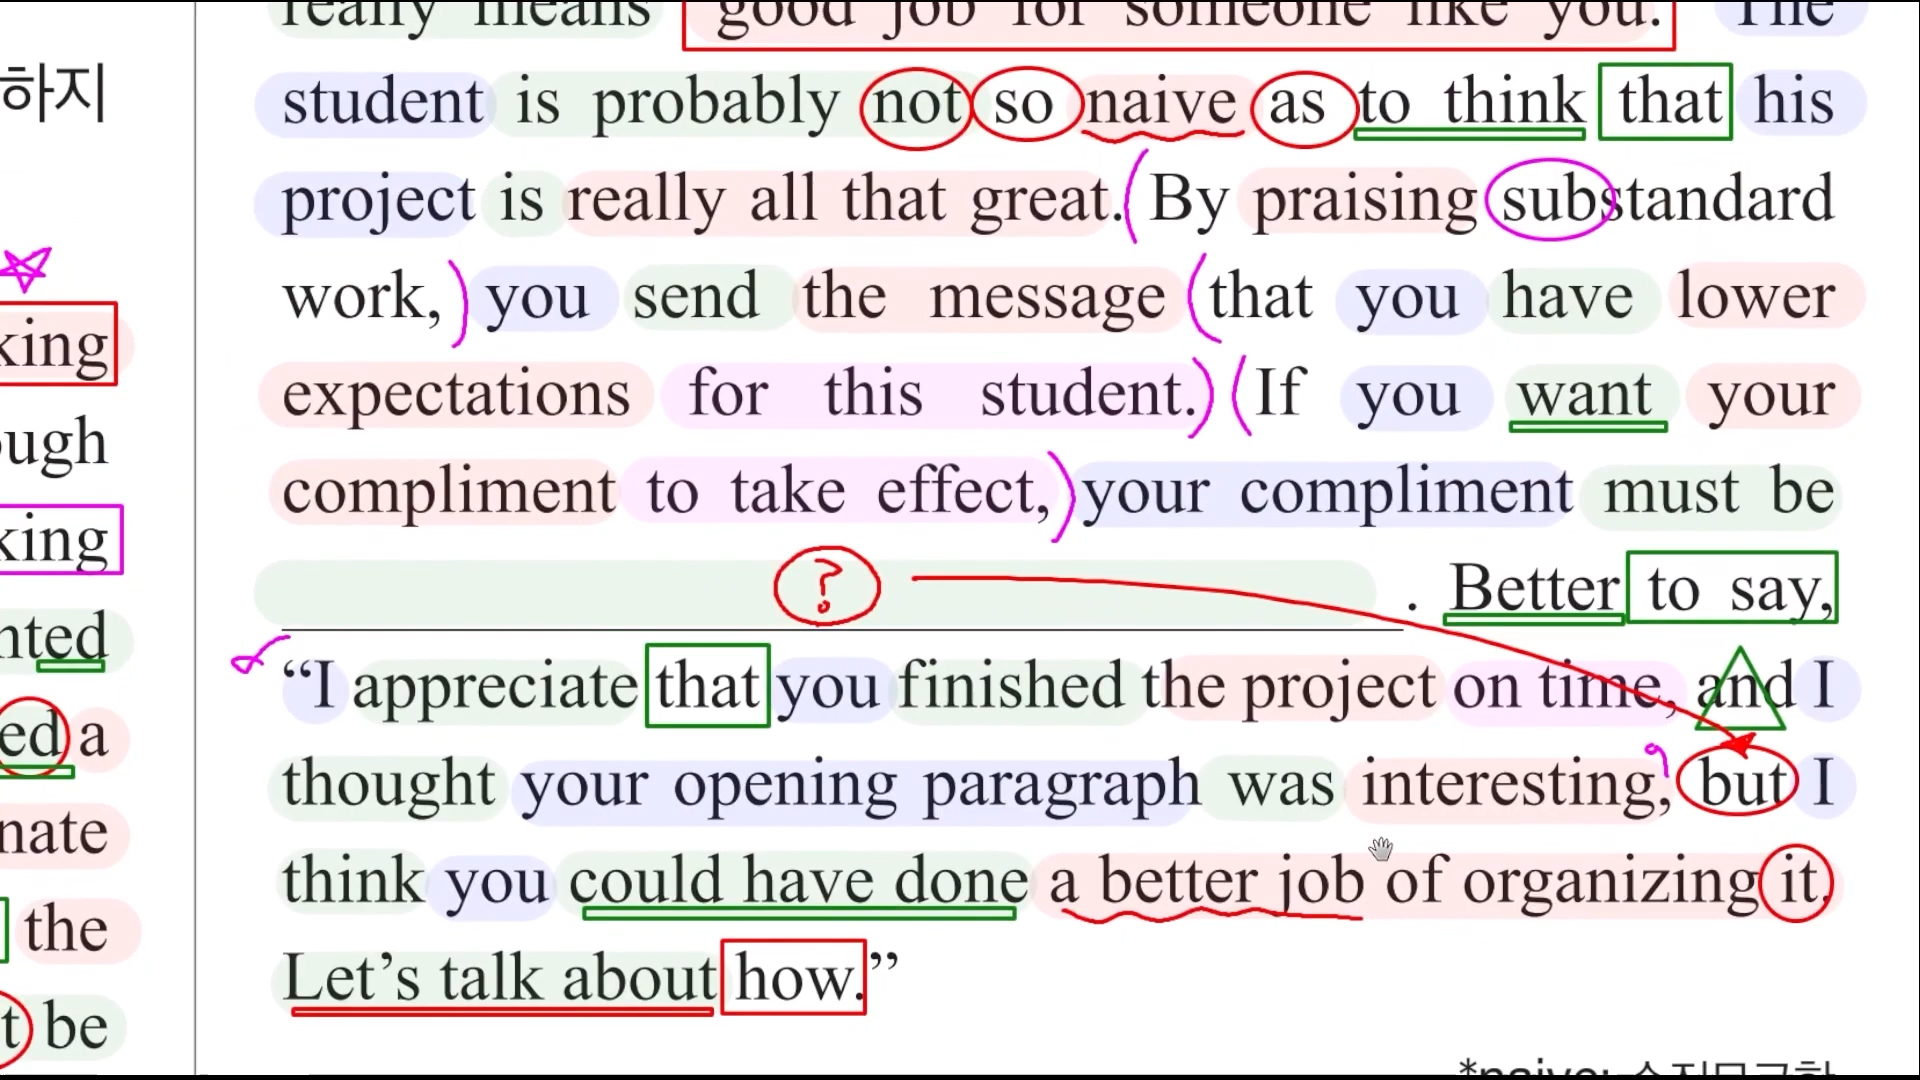 하지
king
ough
king
nted
ed a
nate
the
t be
really means good job for someone like you. The
student is probably not so naive as to think that his
project is really all that great. By praising substandard
work, you send the message that you have lower
expectations for this student. If you want your
compliment to take effect, your compliment must be
? . Better to say,
“I appreciate that you finished the project on time, and I
thought your opening paragraph was interesting, but I
think you could have done a better job of organizing it.
Let’s talk about how.”
*naive: